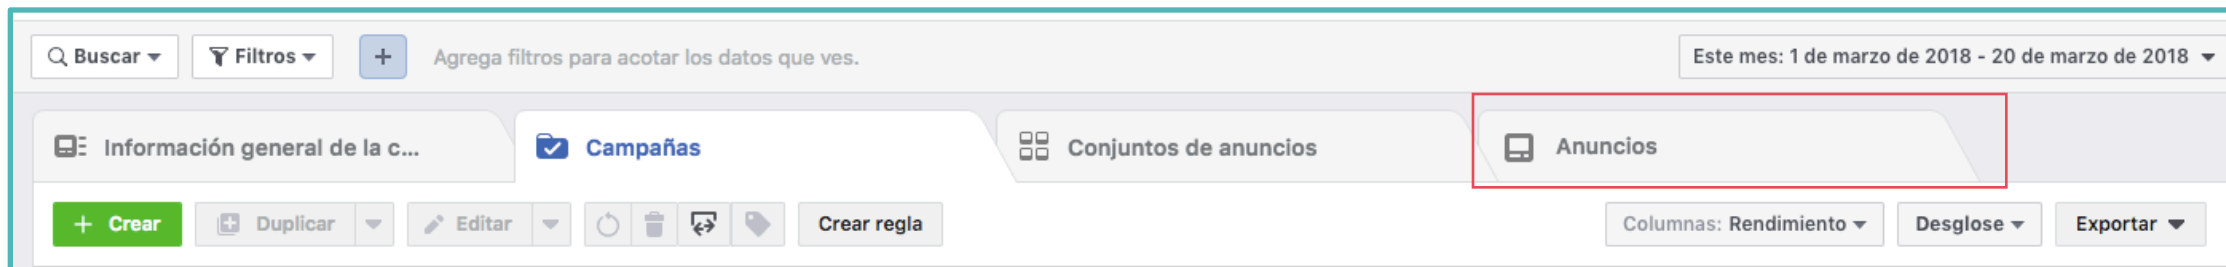 Buscar Filtros + Agrega filtros para acotar los datos que ves. Este mes: 1 de marzo de 2018 - 20 de marzo de 2018
Información general de la c... Campañas Conjuntos de anuncios Anuncios
+ Crear Duplicar Editar Crear regla Columnas: Rendimiento Desglose Exportar